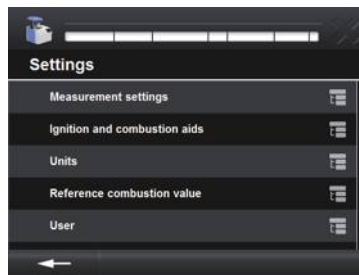 Settings
Measurement settings
Ignition and combustion aids
Units
Reference combustion value
User